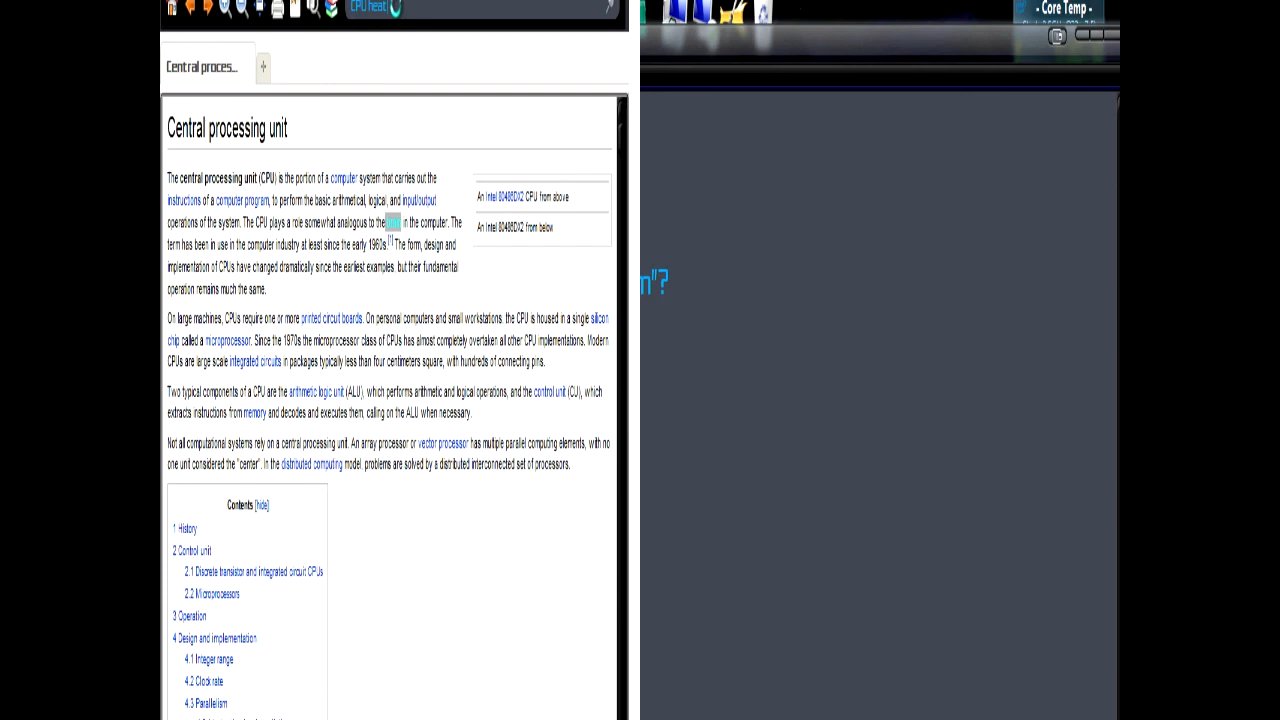 CPU heat
- Core Temp -
Central proces...
+
Central processing unit
The central processing unit (CPU) is the portion of a computer system that carries out the
instructions of a computer program, to perform the basic arithmetical, logical, and input/output
operations of the system. The CPU plays a role somewhat analogous to the in the computer. The
term has been in use in the computer industry at least since the early 1960s.[1] The form, design and
implementation of CPUs have changed dramatically since the earliest examples, but their fundamental
operation remains much the same.
An Intel 80486DX2 CPU from above
An Intel 80486DX2 from below
m"?
On large machines, CPUs require one or more printed circuit boards. On personal computers and small workstations, the CPU is housed in a single silicon
chip called a microprocessor. Since the 1970s the microprocessor class of CPUs has almost completely overtaken all other CPU implementations. Modern
CPUs are large scale integrated circuits in packages typically less than four centimeters square, with hundreds of connecting pins.
Two typical components of a CPU are the arithmetic logic unit (ALU), which performs arithmetic and logical operations, and the control unit (CU), which
extracts instructions from memory and decodes and executes them, calling on the ALU when necessary.
Not all computational systems rely on a central processing unit. An array processor or vector processor has multiple parallel computing elements, with no
one unit considered the "center". In the distributed computing model, problems are solved by a distributed interconnected set of processors.
Contents [hide]
1 History
2 Control unit
2.1 Discrete transistor and integrated circuit CPUs
2.2 Microprocessors
3 Operation
4 Design and implementation
4.1 Integer range
4.2 Clock rate
4.3 Parallelism